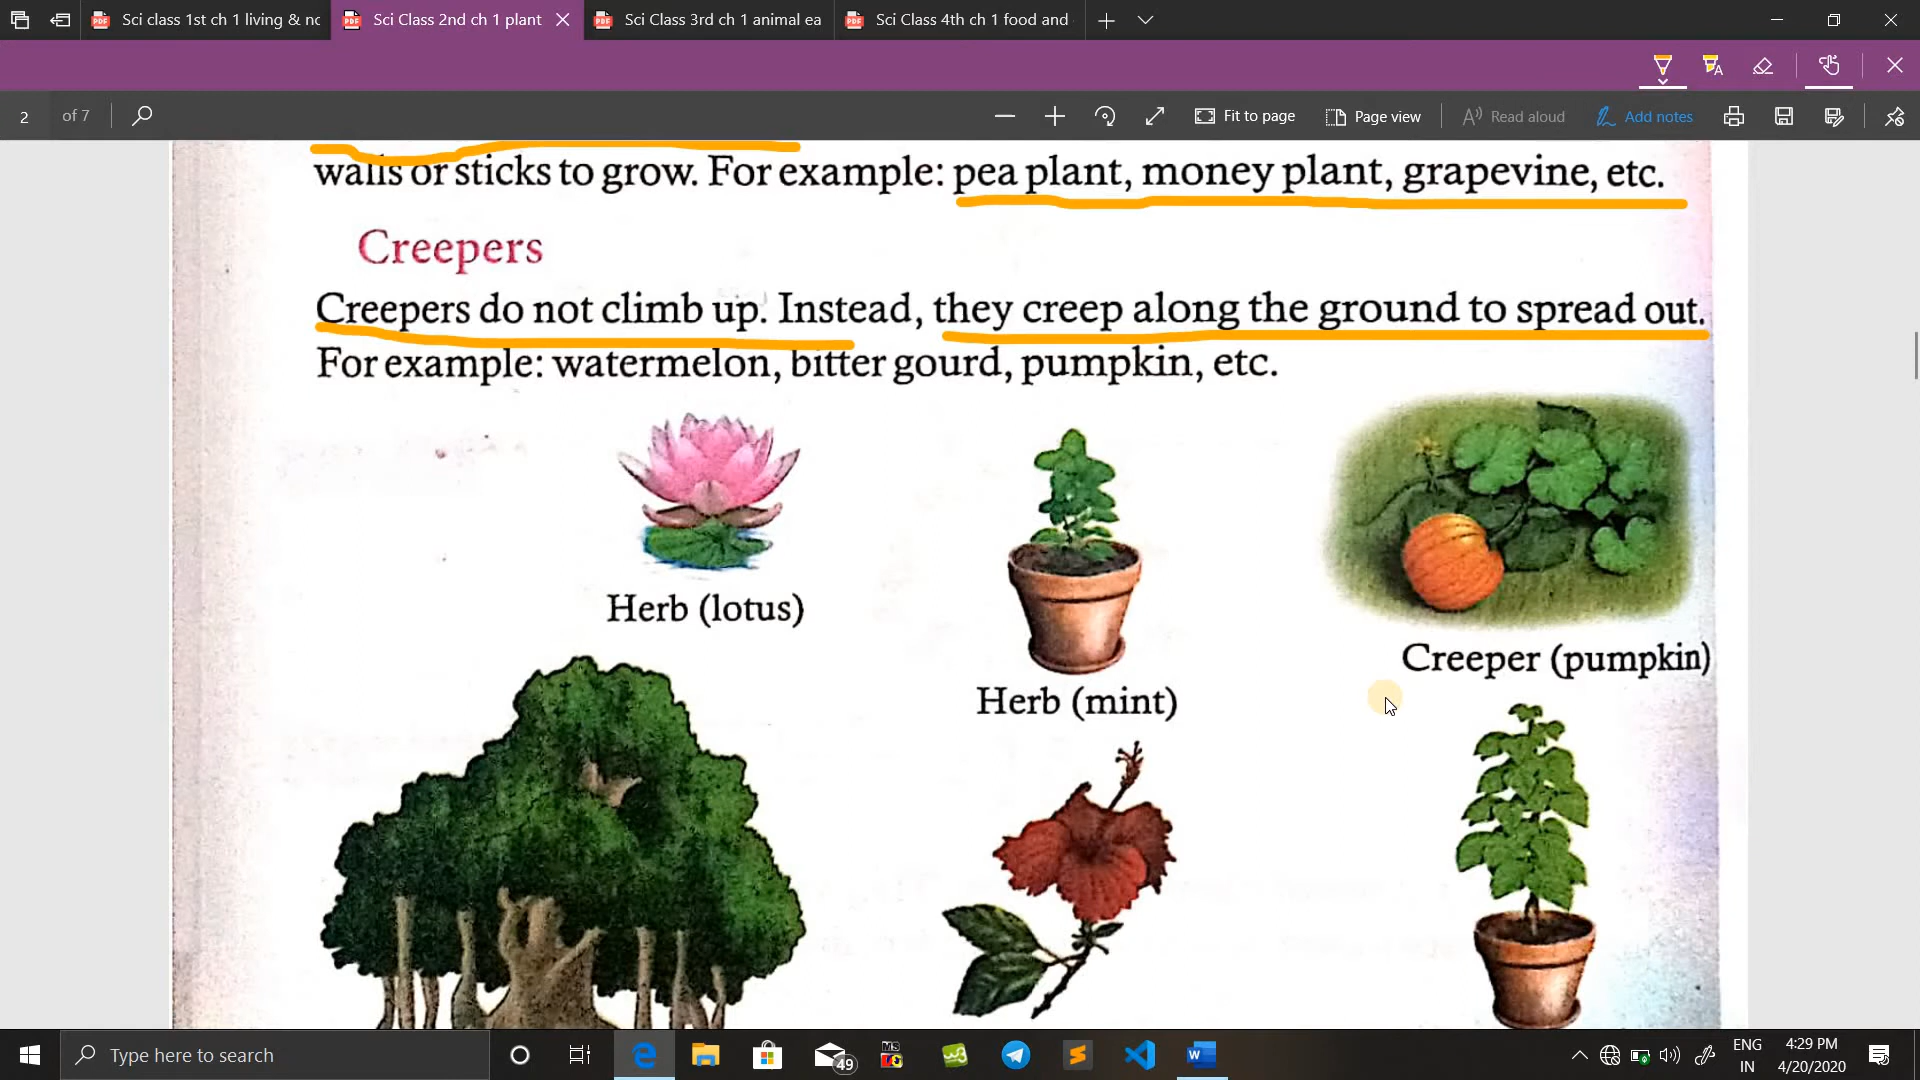 Sci class 1st ch 1 living & no
Sci Class 2nd ch 1 plant
Sci Class 3rd ch 1 animal ea
Sci Class 4th ch 1 food and
2 of 7
Fit to page
Page view
Read aloud
Add notes
walls or sticks to grow. For example: pea plant, money plant, grapevine, etc.
Creepers
Creepers do not climb up. Instead, they creep along the ground to spread out.
For example: watermelon, bitter gourd, pumpkin, etc.
Herb (lotus)
Creeper (pumpkin)
Herb (mint)
Type here to search
49
MS
w3
W
ENG
IN
4:29 PM
4/20/2020